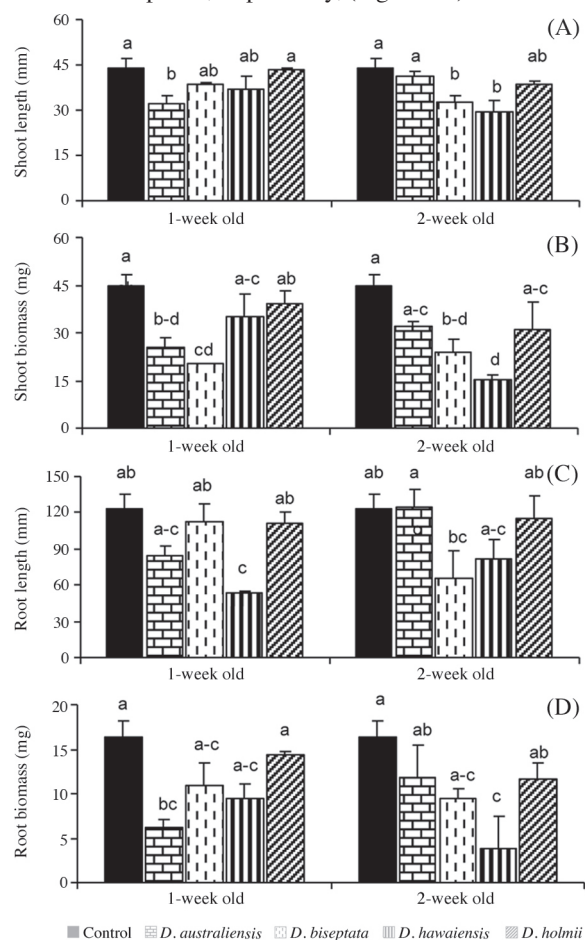 (A)
60
45
30
15
0
Shoot length (mm)
a b ab ab a
a a b b ab
1-week old 2-week old
(B)
60
45
30
15
0
Shoot biomass (mg)
a b-d cd a-c ab
a a-c b-d d a-c
1-week old 2-week old
(C)
150
120
90
60
30
0
Root length (mm)
ab a-c ab c ab
ab a bc a-c ab
1-week old 2-week old
(D)
20
15
10
5
0
Root biomass (mg)
a bc a-c a-c a
a ab a-c c ab
1-week old 2-week old
Control D. australiensis D. biseptata D. hawaiensis D. holmii